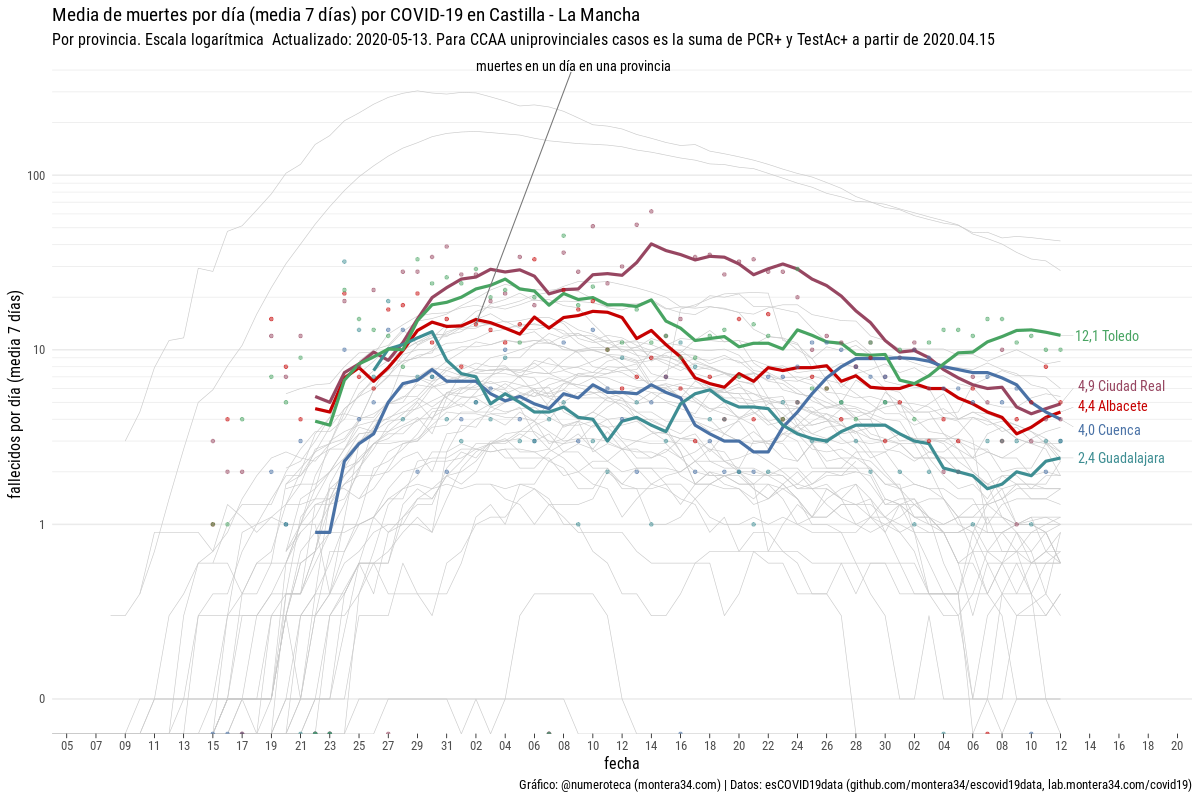 Media de muertes por día (media 7 días) por COVID-19 en Castilla - La Mancha
Por provincia. Escala logarítmica  Actualizado: 2020-05-13. Para CCAA uniprovinciales casos es la suma de PCR+ y TestAc+ a partir de 2020.04.15
muertes en un día en una provincia
fallecidos por día (media 7 días)
100
10
1
0
12,1 Toledo
4,9 Ciudad Real
4,4 Albacete
4,0 Cuenca
2,4 Guadalajara
05 07 09 11 13 15 17 19 21 23 25 27 29 31 02 04 06 08 10 12 14 16 18 20 22 24 26 28 30 02 04 06 08 10 12 14 16 18 20
fecha
Gráfico: @numeroteca (montera34.com) | Datos: esCOVID19data (github.com/montera34/escovid19data, lab.montera34.com/covid19)